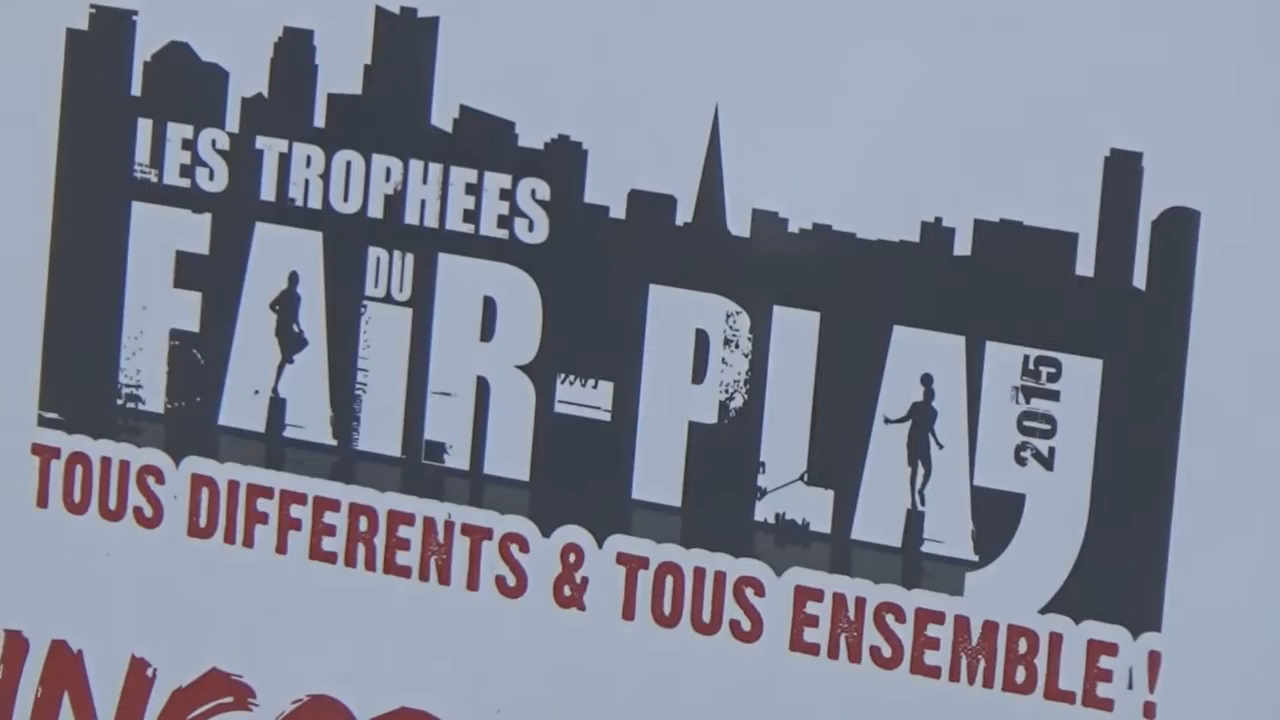 LES TROPHEES
DU
FAIR-PLAY
2015
TOUS DIFFERENTS & TOUS ENSEMBLE !